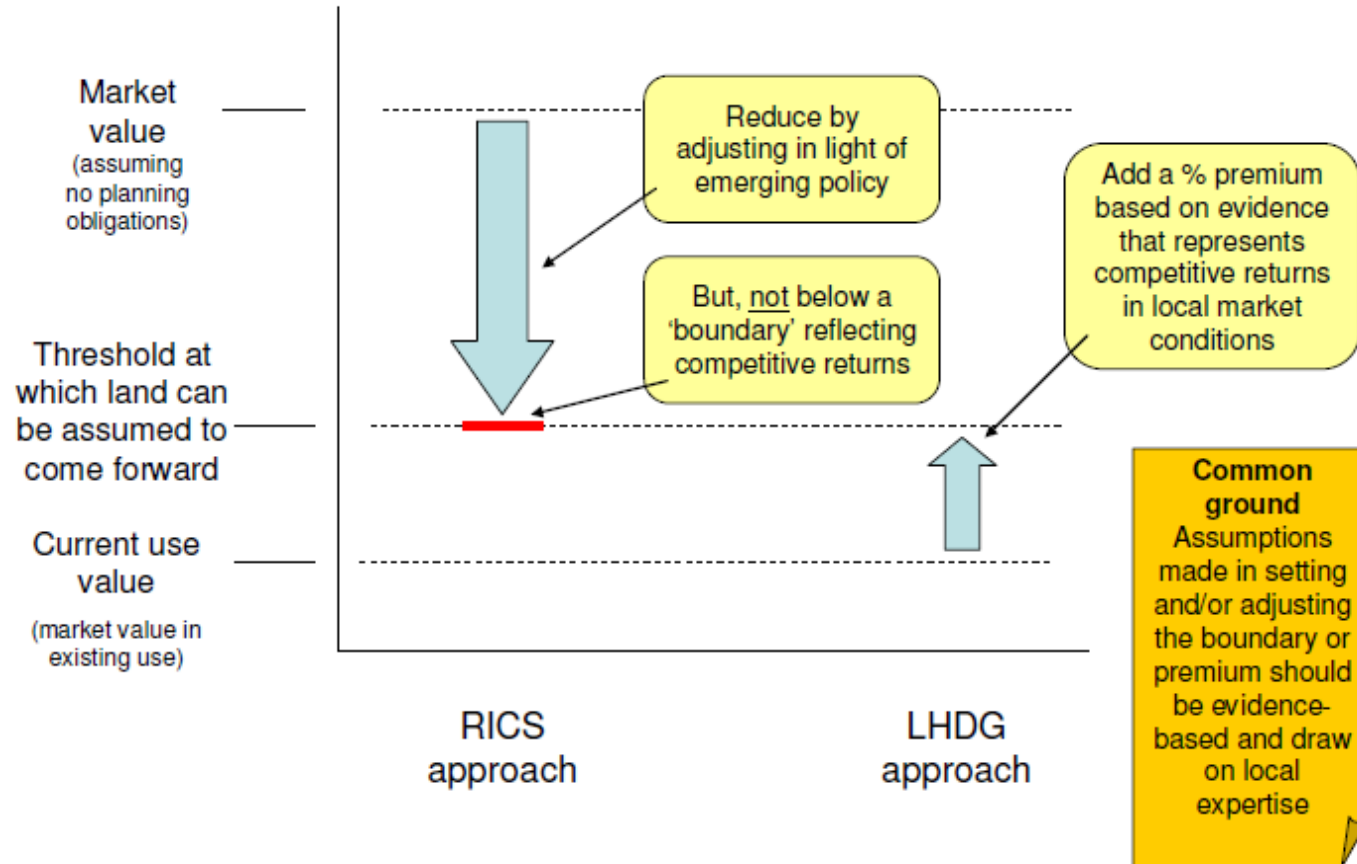 Market
value
(assuming
no planning
obligations)
Threshold at
which land can
be assumed to
come forward
Current use
value
(market value in
existing use)
Reduce by
adjusting in light of
emerging policy
But, not below a
‘boundary’ reflecting
competitive returns
Add a % premium
based on evidence
that represents
competitive returns
in local market
conditions
Common
ground
Assumptions
made in setting
and/or adjusting
the boundary or
premium should
be evidence-
based and draw
on local
expertise
RICS
approach
LHDG
approach